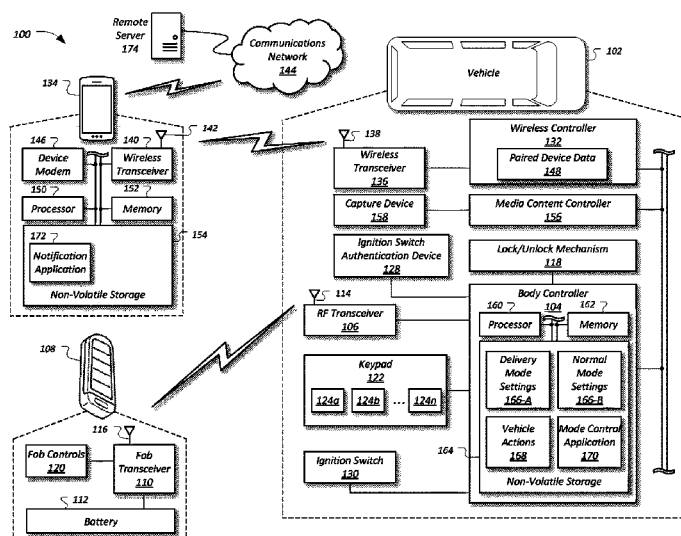 100
Remote
Server
174
Communications
Network
144
102
Vehicle
134
142
146
140
Device
Modem
Wireless
Transceiver
150
152
Processor
Memory
154
172
Notification
Application
Non-Volatile Storage
138
Wireless
Transceiver
136
Wireless Controller
132
Paired Device Data
148
Capture Device
158
Media Content Controller
156
Ignition Switch
Authentication Device
128
Lock/Unlock Mechanism
118
114
RF Transceiver
106
Body Controller
104
160
162
Processor
Memory
Keypad
122
124a
124b
...
124n
Delivery
Mode
Settings
166-A
Normal
Mode
Settings
166-B
164
Vehicle
Actions
168
Mode Control
Application
170
Non-Volatile Storage
Ignition Switch
130
108
116
Fob Controls
120
Fob
Transceiver
110
112
Battery